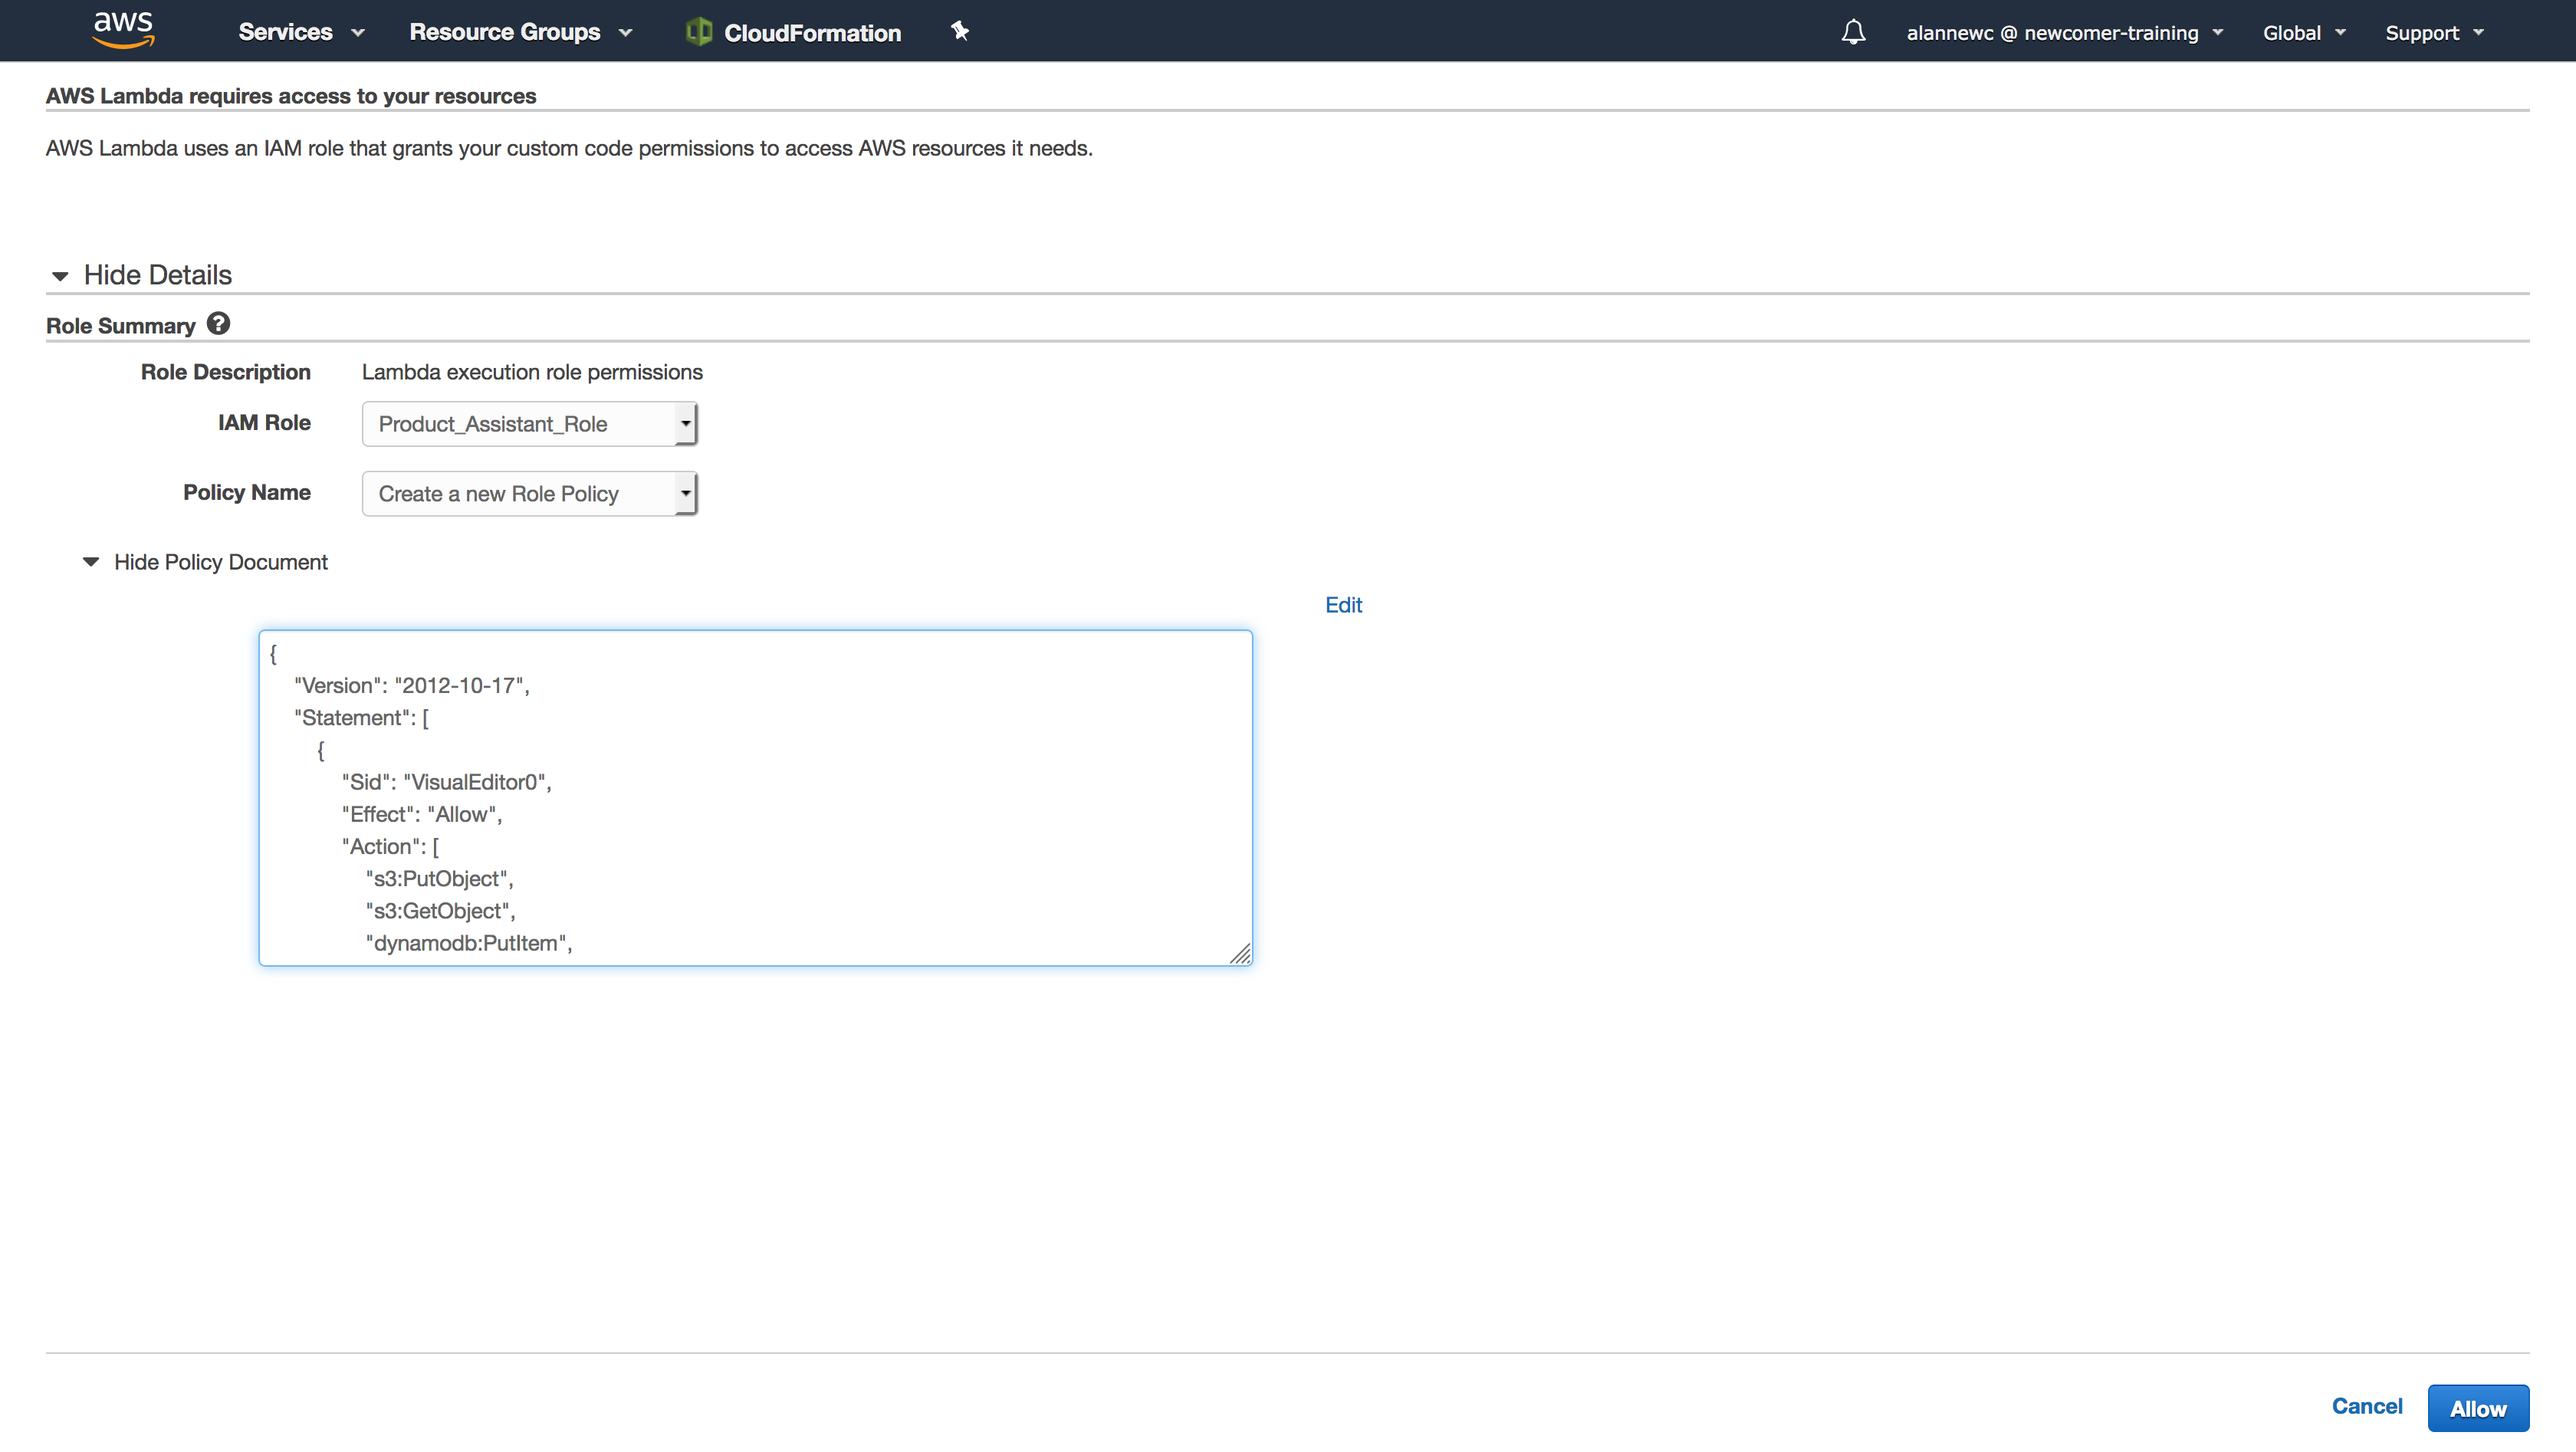 aws Services Resource Groups CloudFormation alannewc @ newcomer-training Global Support
AWS Lambda requires access to your resources
AWS Lambda uses an IAM role that grants your custom code permissions to access AWS resources it needs.
Hide Details
Role Summary ?
Role Description Lambda execution role permissions
IAM Role Product_Assistant_Role
Policy Name Create a new Role Policy
Hide Policy Document
Edit
{
"Version": "2012-10-17",
"Statement": [
{
"Sid": "VisualEditor0",
"Effect": "Allow",
"Action": [
"s3:PutObject",
"s3:GetObject",
"dynamodb:PutItem",
Cancel Allow